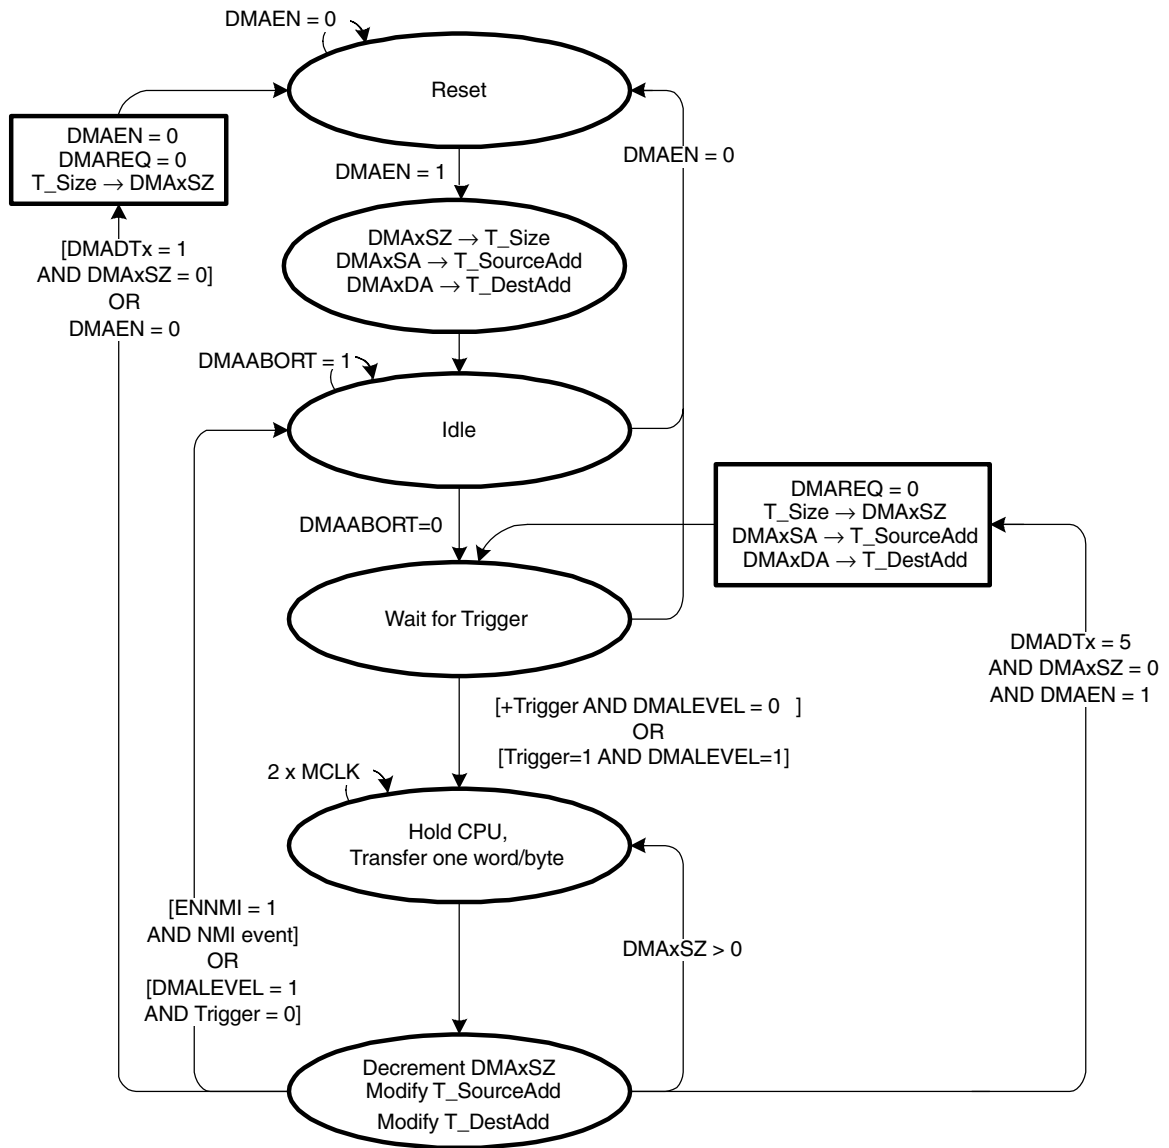 DMAEN = 0
Reset
DMAEN = 0
DMAREQ = 0
T_Size → DMAxSZ
DMAEN = 0
DMAEN = 1
DMAxSZ → T_Size
DMAxSA → T_SourceAdd
DMAxDA → T_DestAdd
[DMADTx = 1
AND DMAxSZ = 0]
OR
DMAEN = 0
DMAABORT = 1
Idle
DMAABORT=0
DMAREQ = 0
T_Size → DMAxSZ
DMAxSA → T_SourceAdd
DMAxDA → T_DestAdd
Wait for Trigger
DMADTx = 5
AND DMAxSZ = 0
AND DMAEN = 1
[+Trigger AND DMALEVEL = 0 ]
OR
[Trigger=1 AND DMALEVEL=1]
2 x MCLK
Hold CPU,
Transfer one word/byte
[ENNMI = 1
AND NMI event]
OR
[DMALEVEL = 1
AND Trigger = 0]
DMAxSZ > 0
Decrement DMAxSZ
Modify T_SourceAdd
Modify T_DestAdd